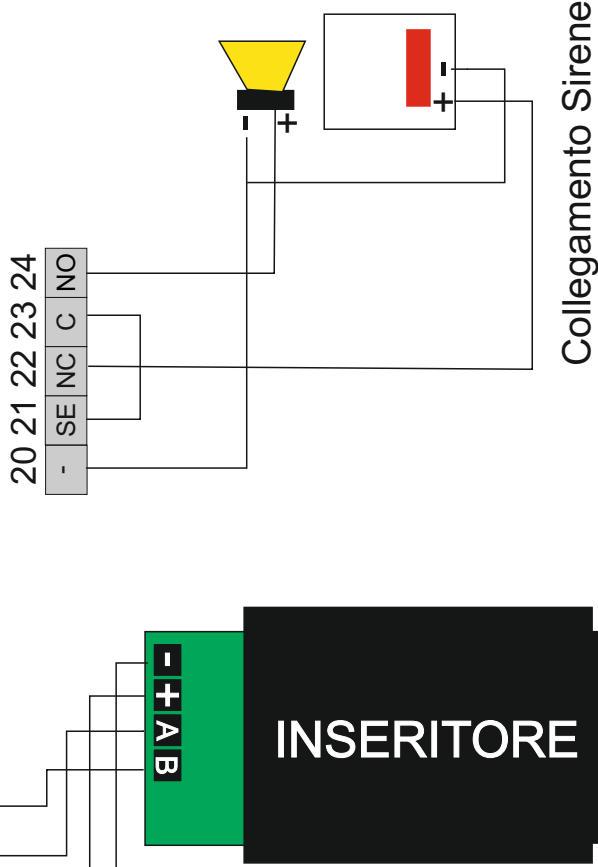 20 21 22 23 24
- SE NC C NO
- +
- +
Collegamento Sirene
- + A B
INSERITORE